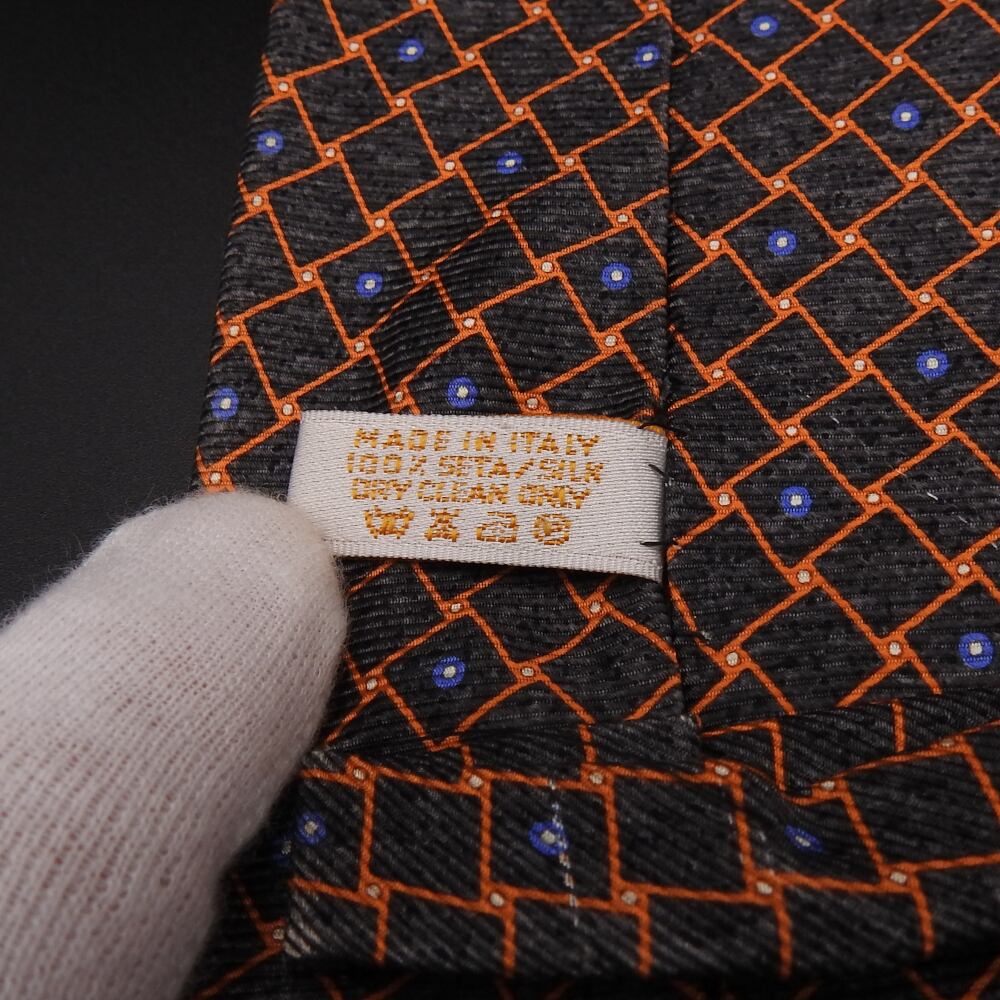 MADE IN ITALY
100% SETA/SILK
DRY CLEAN ONLY